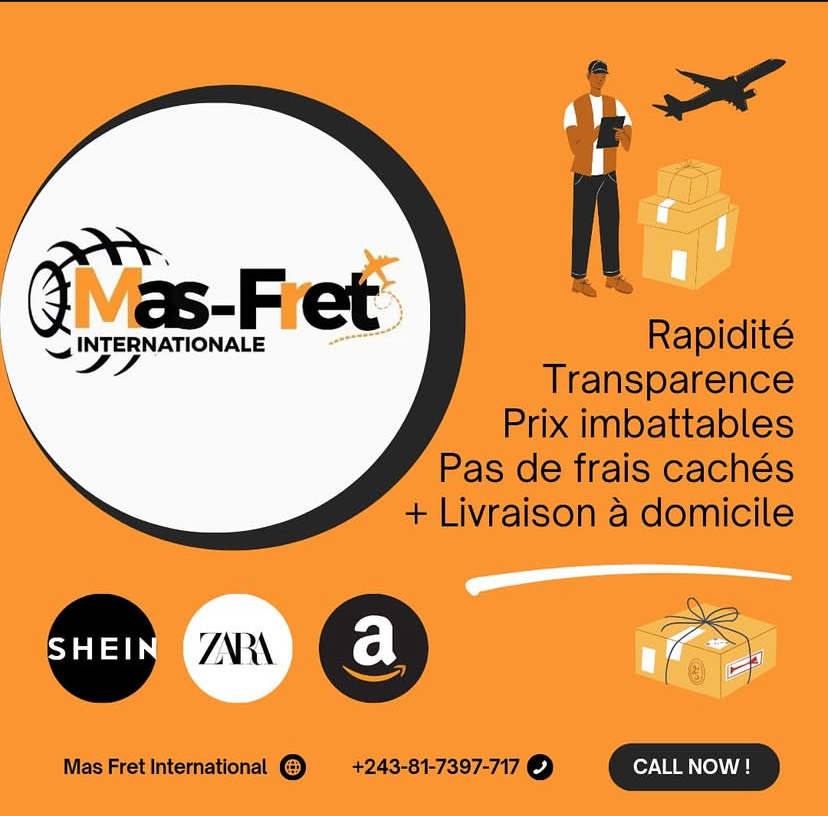 Mas-Fret
INTERNATIONALE
Rapidité
Transparence
Prix imbattables
Pas de frais cachés
+ Livraison à domicile
SHEIN
ZARA
a
Mas Fret International
+243-81-7397-717
CALL NOW !